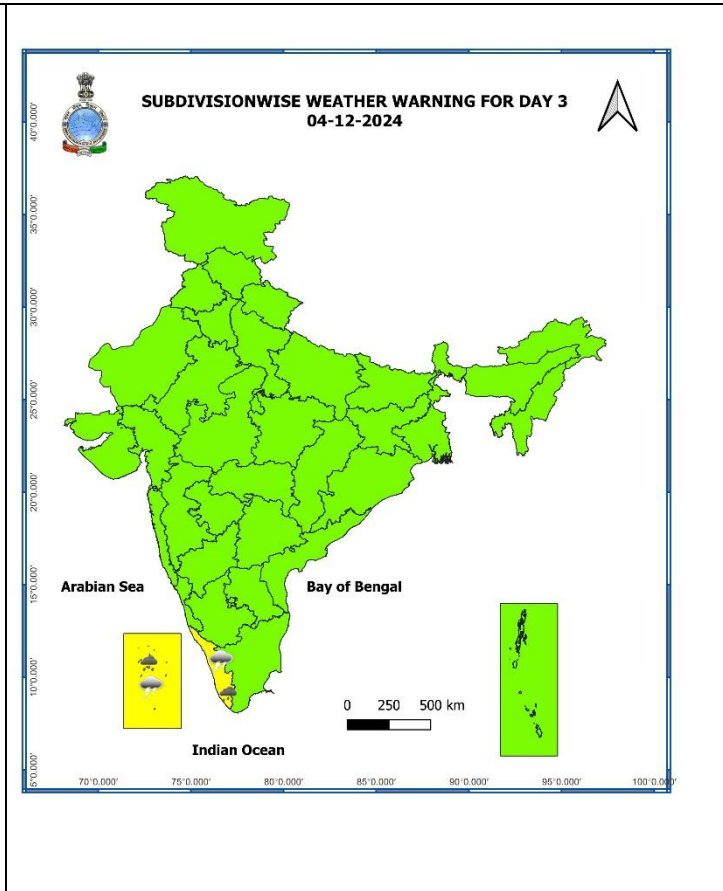 SUBDIVISIONWISE WEATHER WARNING FOR DAY 3
04-12-2024
40°0.000'
35°0.000'
30°0.000'
25°0.000'
20°0.000'
15°0.000'
10°0.000'
5°0.000'
Arabian Sea
Bay of Bengal
0 250 500 km
Indian Ocean
70°0.000' 75°0.000' 80°0.000' 85°0.000' 90°0.000' 95°0.000' 100°0.000'